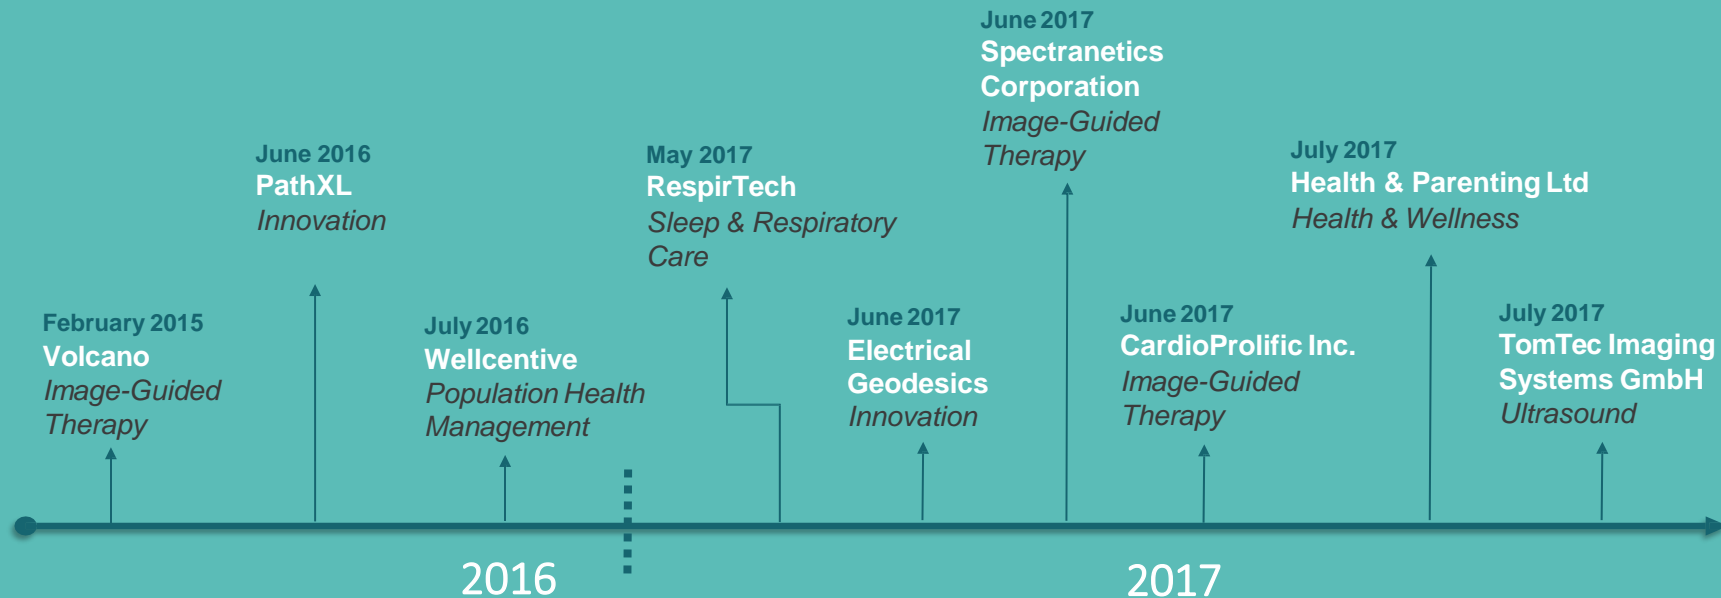 February 2015
Volcano
Image-Guided
Therapy
June 2016
PathXL
Innovation
July 2016
Wellcentive
Population Health
Management
May 2017
RespirTech
Sleep & Respiratory
Care
June 2017
Electrical
Geodesics
Innovation
June 2017
Spectranetics
Corporation
Image-Guided
Therapy
June 2017
CardioProlific Inc.
Image-Guided
Therapy
July 2017
Health & Parenting Ltd
Health & Wellness
July 2017
TomTec Imaging
Systems GmbH
Ultrasound
2016
2017